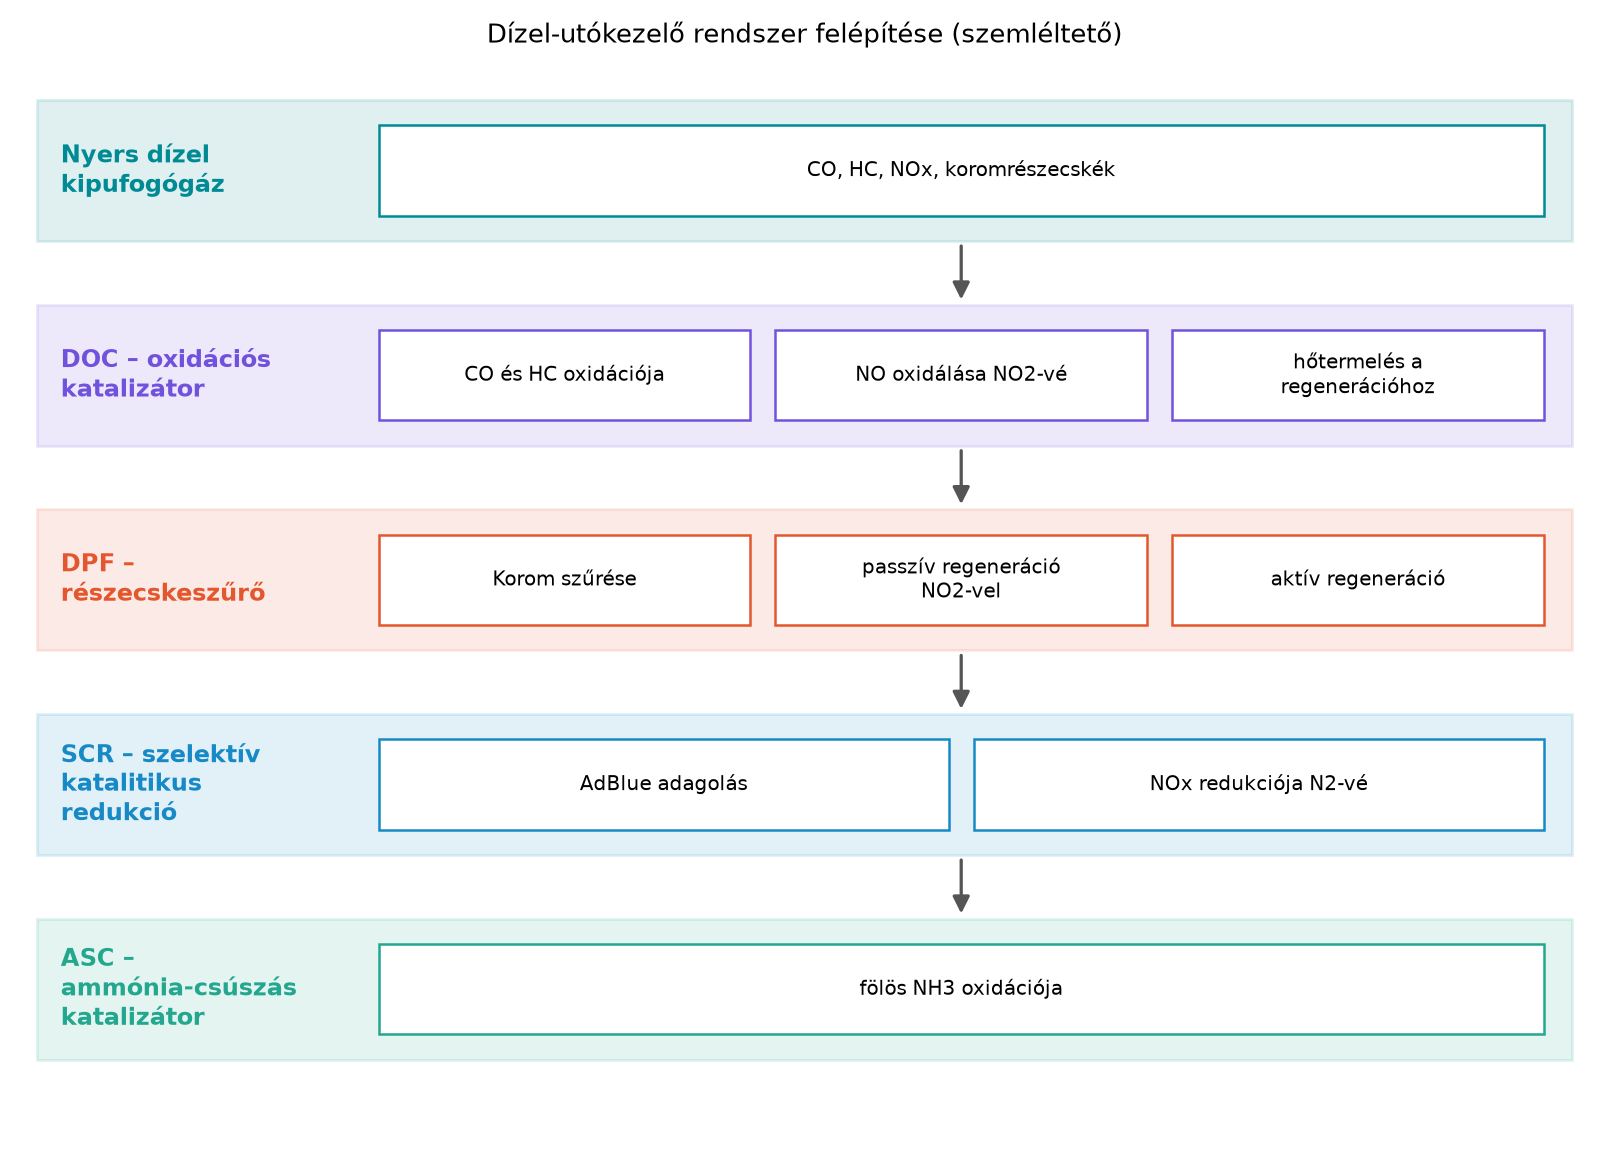 Dízel-utókezelő rendszer felépítése (szemléltető)
Nyers dízel
kipufogógáz
CO, HC, NOx, koromrészecskék
DOC – oxidációs
katalizátor
CO és HC oxidációja
NO oxidálása NO2-vé
hőtermelés a
regenerációhoz
DPF –
részecskeszűrő
Korom szűrése
passzív regeneráció
NO2-vel
aktív regeneráció
SCR – szelektív
katalitikus
redukció
AdBlue adagolás
NOx redukciója N2-vé
ASC –
ammónia-csúszás
katalizátor
fölös NH3 oxidációja